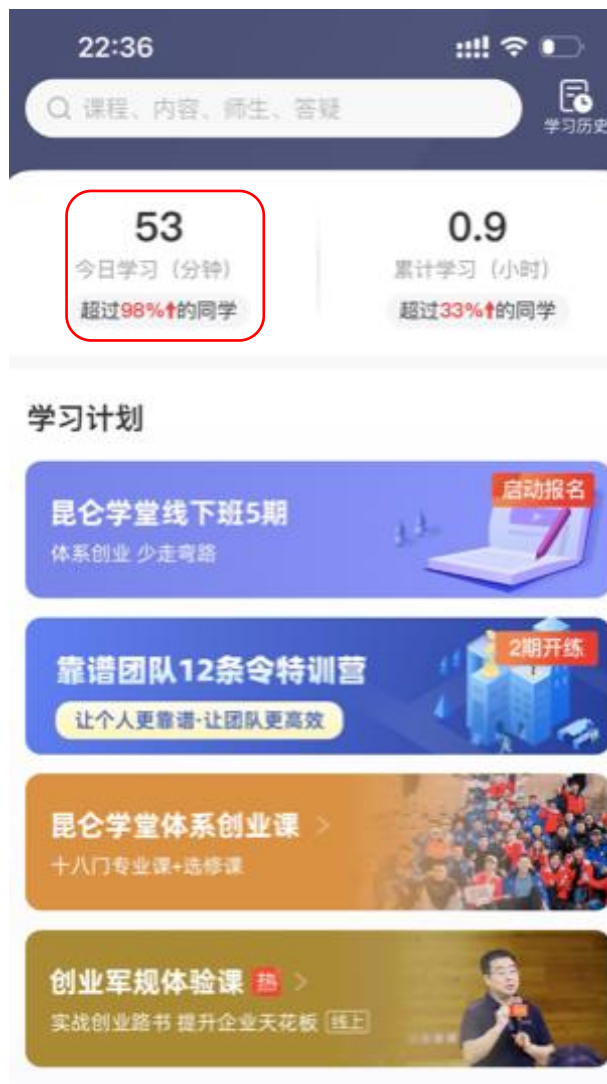 22:36
课程、内容、师生、答疑
学习历史
53
今日学习（分钟）
超过98%↑的同学
0.9
累计学习（小时）
超过33%↑的同学
学习计划
启动报名
昆仑学堂线下班5期
体系创业 少走弯路
2期开练
靠谱团队12条令特训营
让个人更靠谱·让团队更高效
昆仑学堂体系创业课 >
十八门专业课+选修课
创业军规体验课 热 >
实战创业路书 提升企业天花板 线上